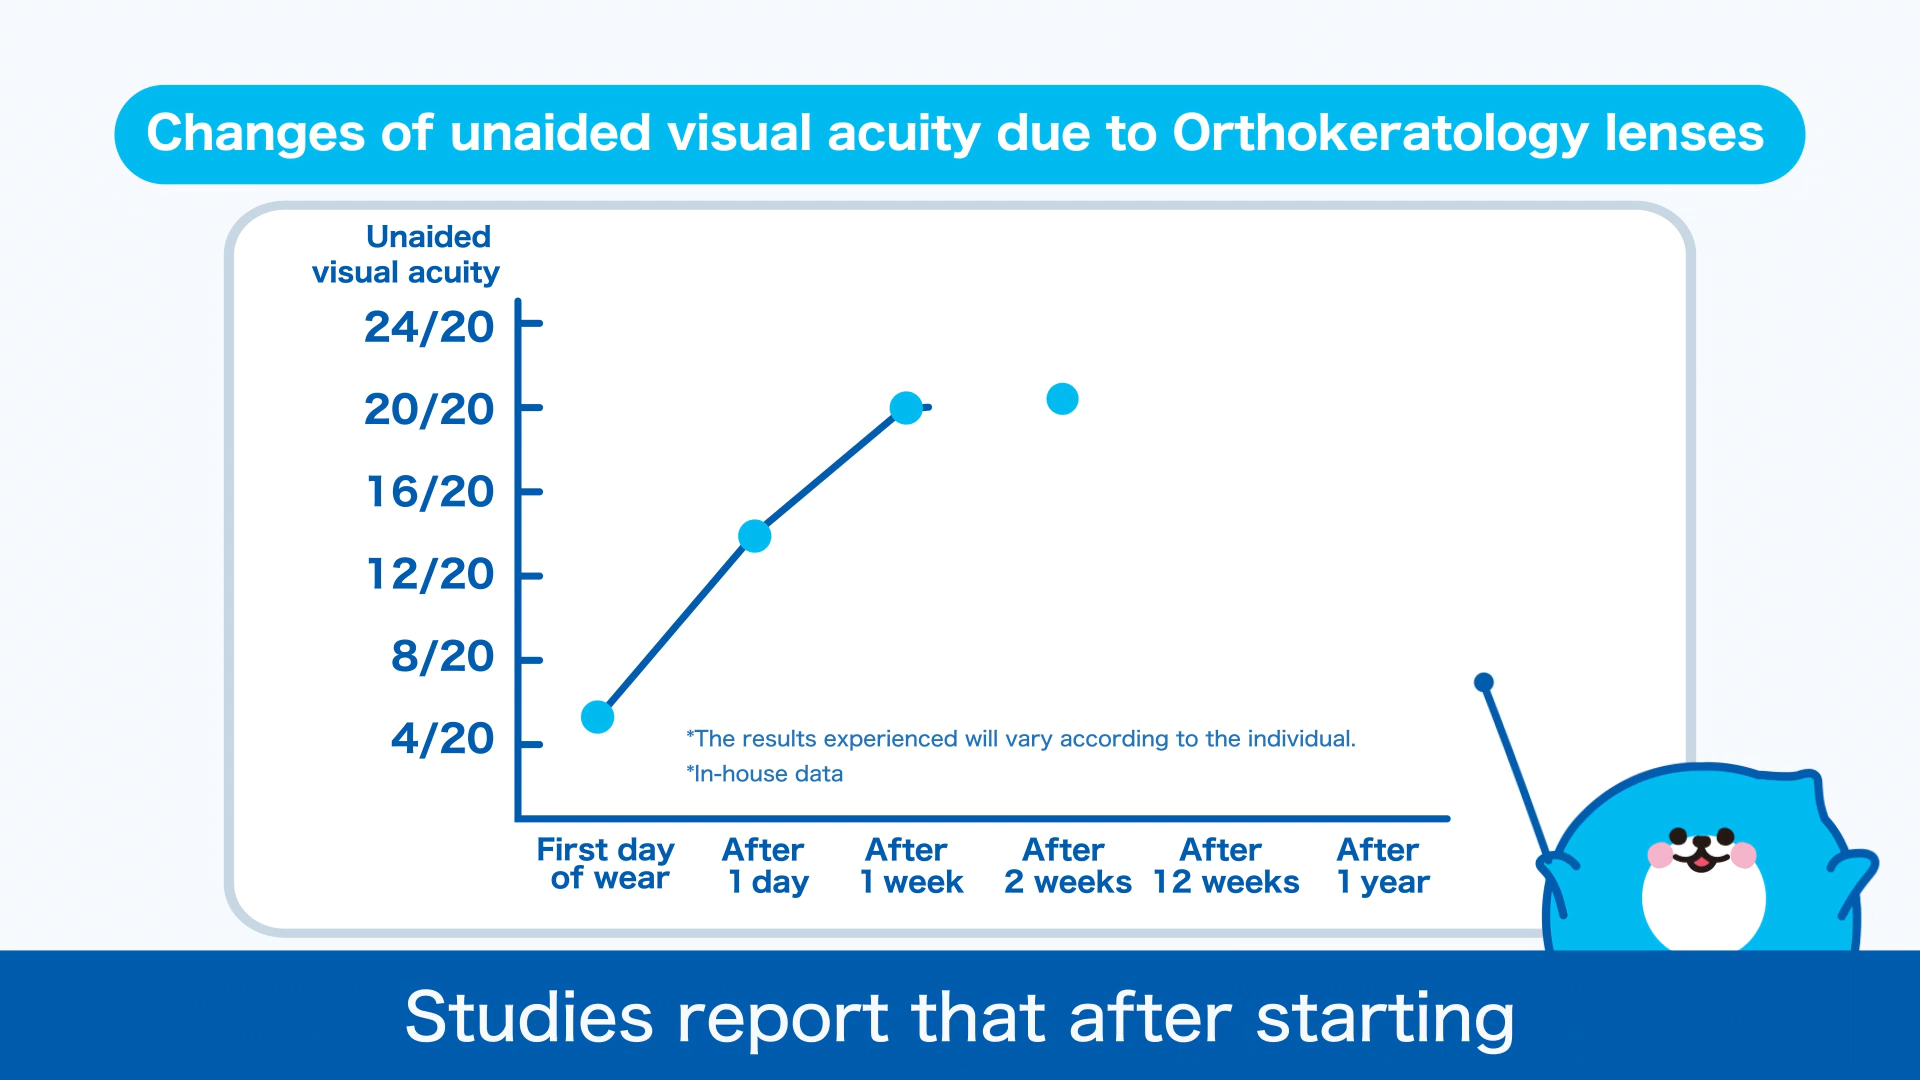 Changes of unaided visual acuity due to Orthokeratology lenses
Unaided
visual acuity
24/20
20/20
16/20
12/20
8/20
4/20
*The results experienced will vary according to the individual.
*In-house data
First day
of wear
After
1 day
After
1 week
After
2 weeks
After
12 weeks
After
1 year
Studies report that after starting